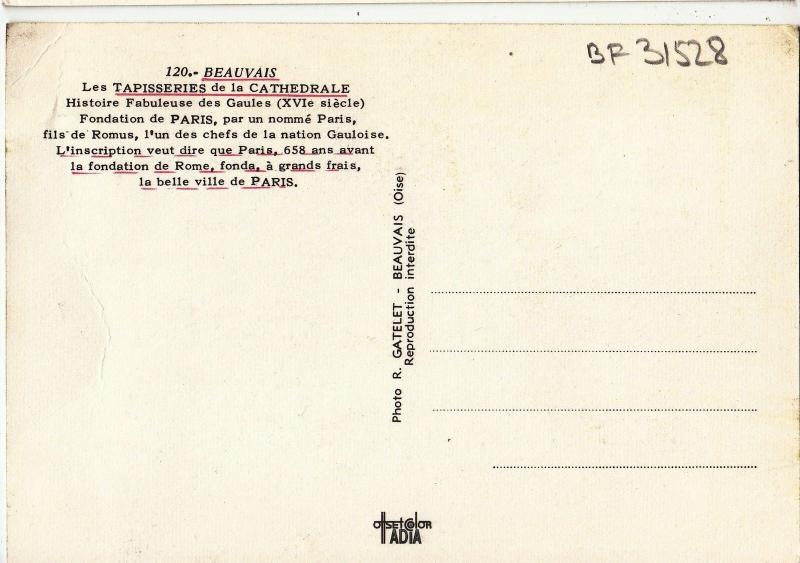 120.- BEAUVAIS
Les TAPISSERIES de la CATHEDRALE
Histoire Fabuleuse des Gaules (XVIe siècle)
Fondation de PARIS, par un nommé Paris,
fils de Romus, l'un des chefs de la nation Gauloise.
L'inscription veut dire que Paris, 658 ans avant
la fondation de Rome, fonda, à grands frais,
la belle ville de PARIS.
BF 31528
Photo R. GATELET - BEAUVAIS (Oise)
Reproduction interdite
offsetcolor
ADIA